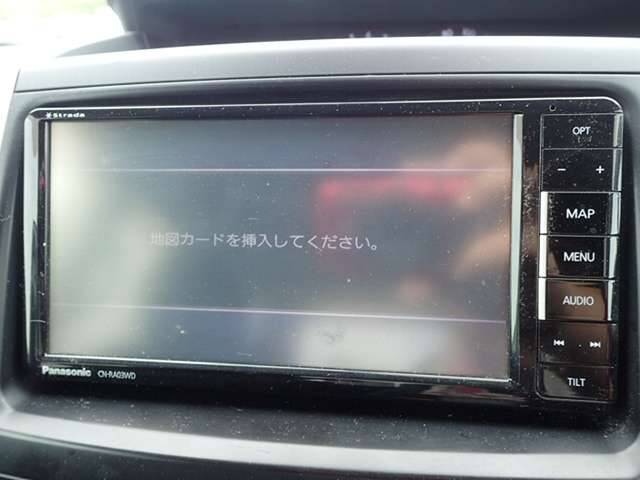 Strada
OPT
− +
MAP
地図カードを挿入してください。
MENU
AUDIO
TILT
Panasonic CN-RA03WD